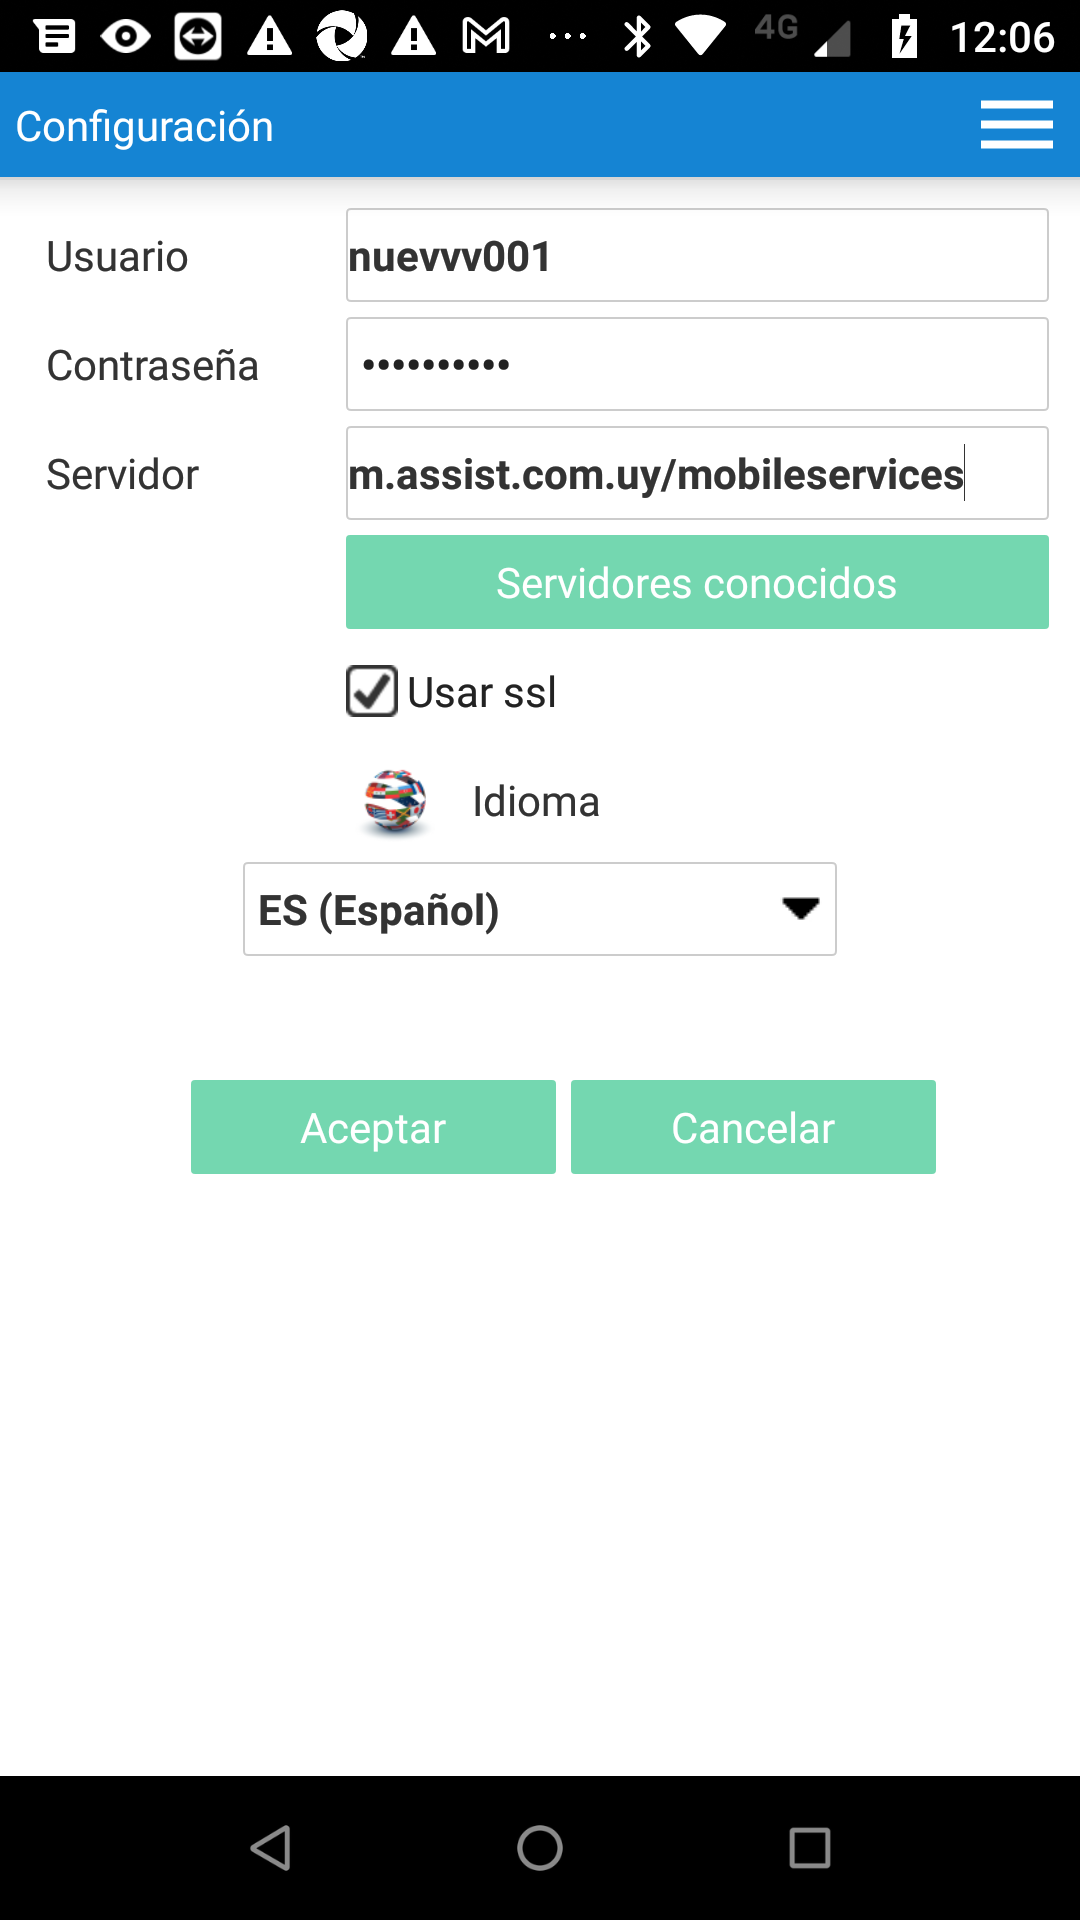 4G 12:06
Configuración
Usuario nuevvv001
Contraseña ••••••••••
Servidor m.assist.com.uy/mobileservices
Servidores conocidos
Usar ssl
Idioma
ES (Español)
Aceptar Cancelar